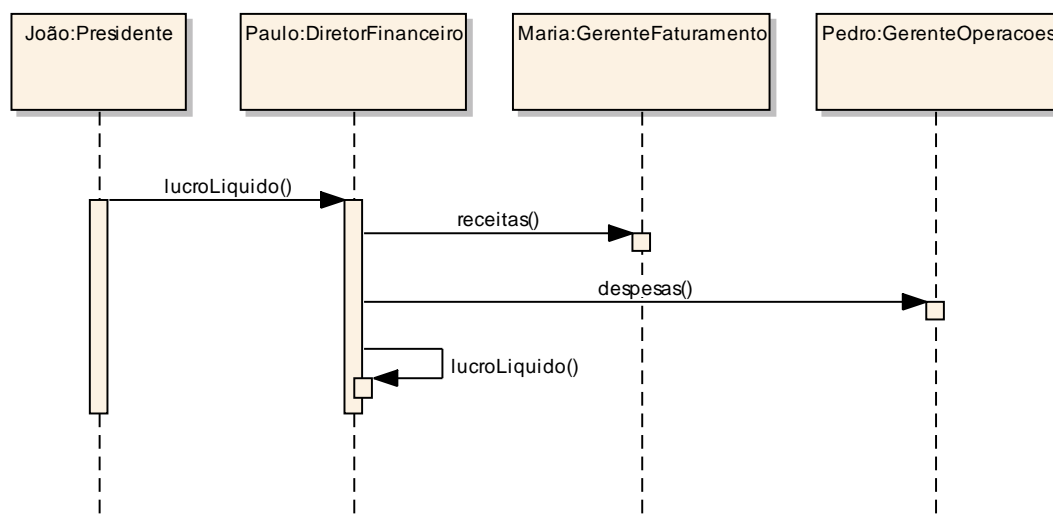 João:Presidente
Paulo:DiretorFinanceiro
Maria:GerenteFaturamento
Pedro:GerenteOperacoes
lucroLiquido()
receitas()
despesas()
lucroLiquido()